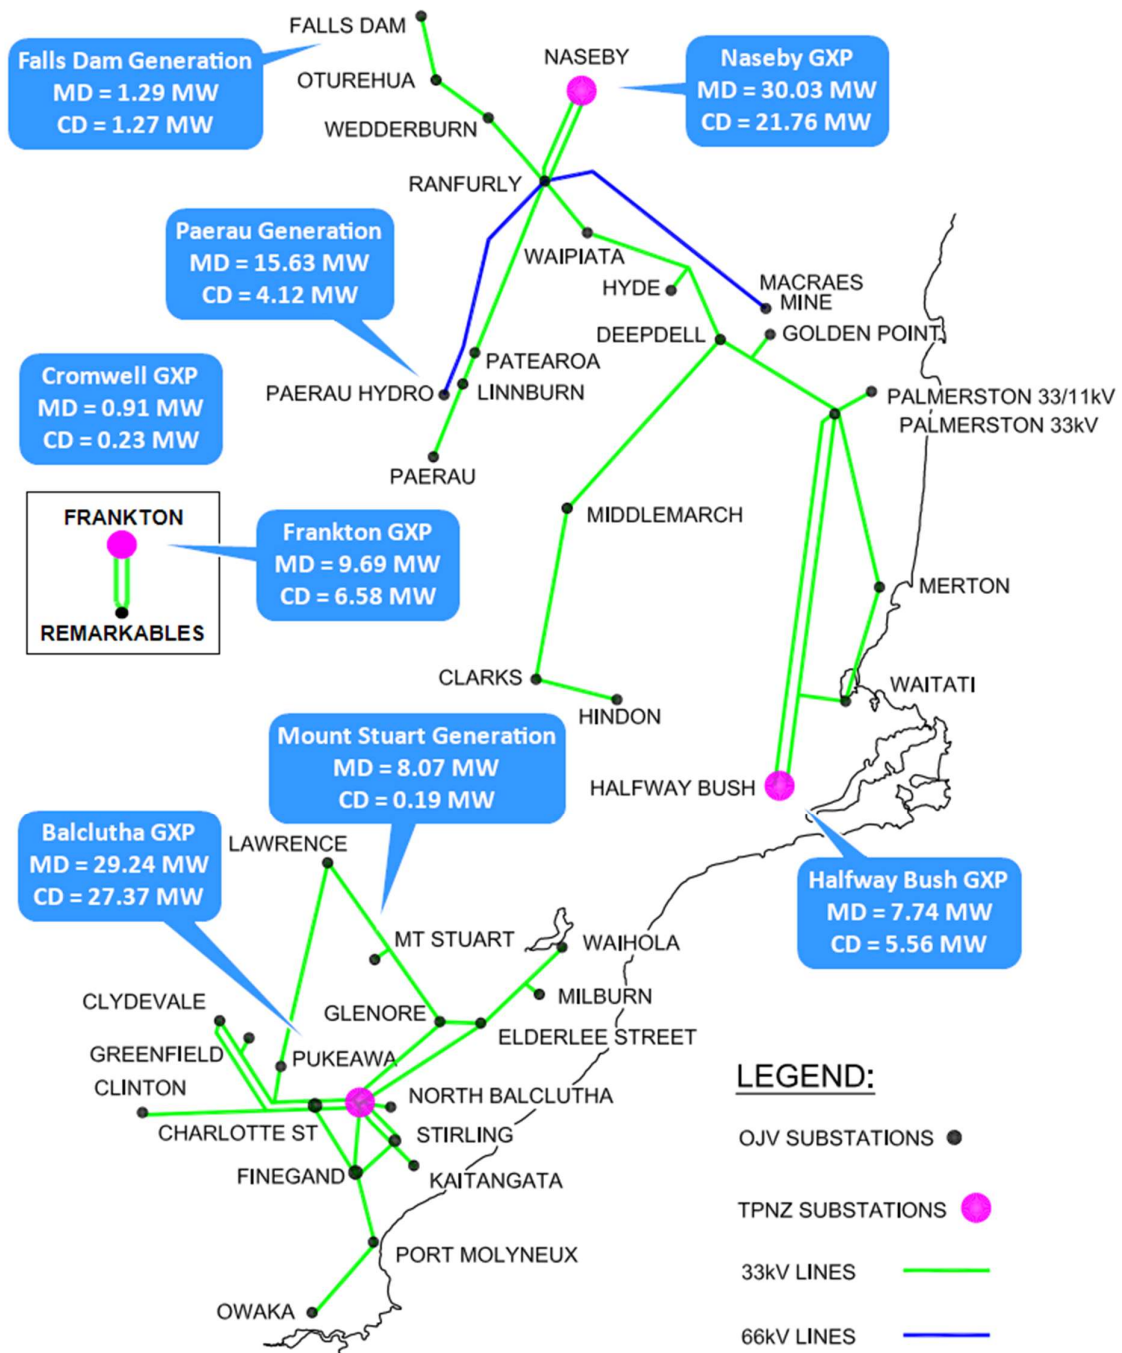 FALLS DAM
Falls Dam Generation
MD = 1.29 MW
CD = 1.27 MW
OTUREHUA
WEDDERBURN
NASEBY
Naseby GXP
MD = 30.03 MW
CD = 21.76 MW
RANFURLY
Paerau Generation
MD = 15.63 MW
CD = 4.12 MW
WAIPIATA
HYDE
MACRAES
MINE
DEEPDELL
GOLDEN POINT
PATEAROA
LINNBURN
PAERAU HYDRO
PAERAU
Cromwell GXP
MD = 0.91 MW
CD = 0.23 MW
PALMERSTON 33/11kV
PALMERSTON 33kV
FRANKTON
REMARKABLES
Frankton GXP
MD = 9.69 MW
CD = 6.58 MW
MIDDLEMARCH
MERTON
CLARKS
HINDON
WAITATI
HALFWAY BUSH
Mount Stuart Generation
MD = 8.07 MW
CD = 0.19 MW
Balclutha GXP
MD = 29.24 MW
CD = 27.37 MW
LAWRENCE
Halfway Bush GXP
MD = 7.74 MW
CD = 5.56 MW
MT STUART
WAIHOLA
MILBURN
CLYDEVALE
GLENORE
ELDERLEE STREET
GREENFIELD
PUKEAWA
CLINTON
NORTH BALCLUTHA
CHARLOTTE ST
STIRLING
FINEGAND
KAITANGATA
PORT MOLYNEUX
OWAKA
LEGEND:
OJV SUBSTATIONS
TPNZ SUBSTATIONS
33kV LINES
66kV LINES